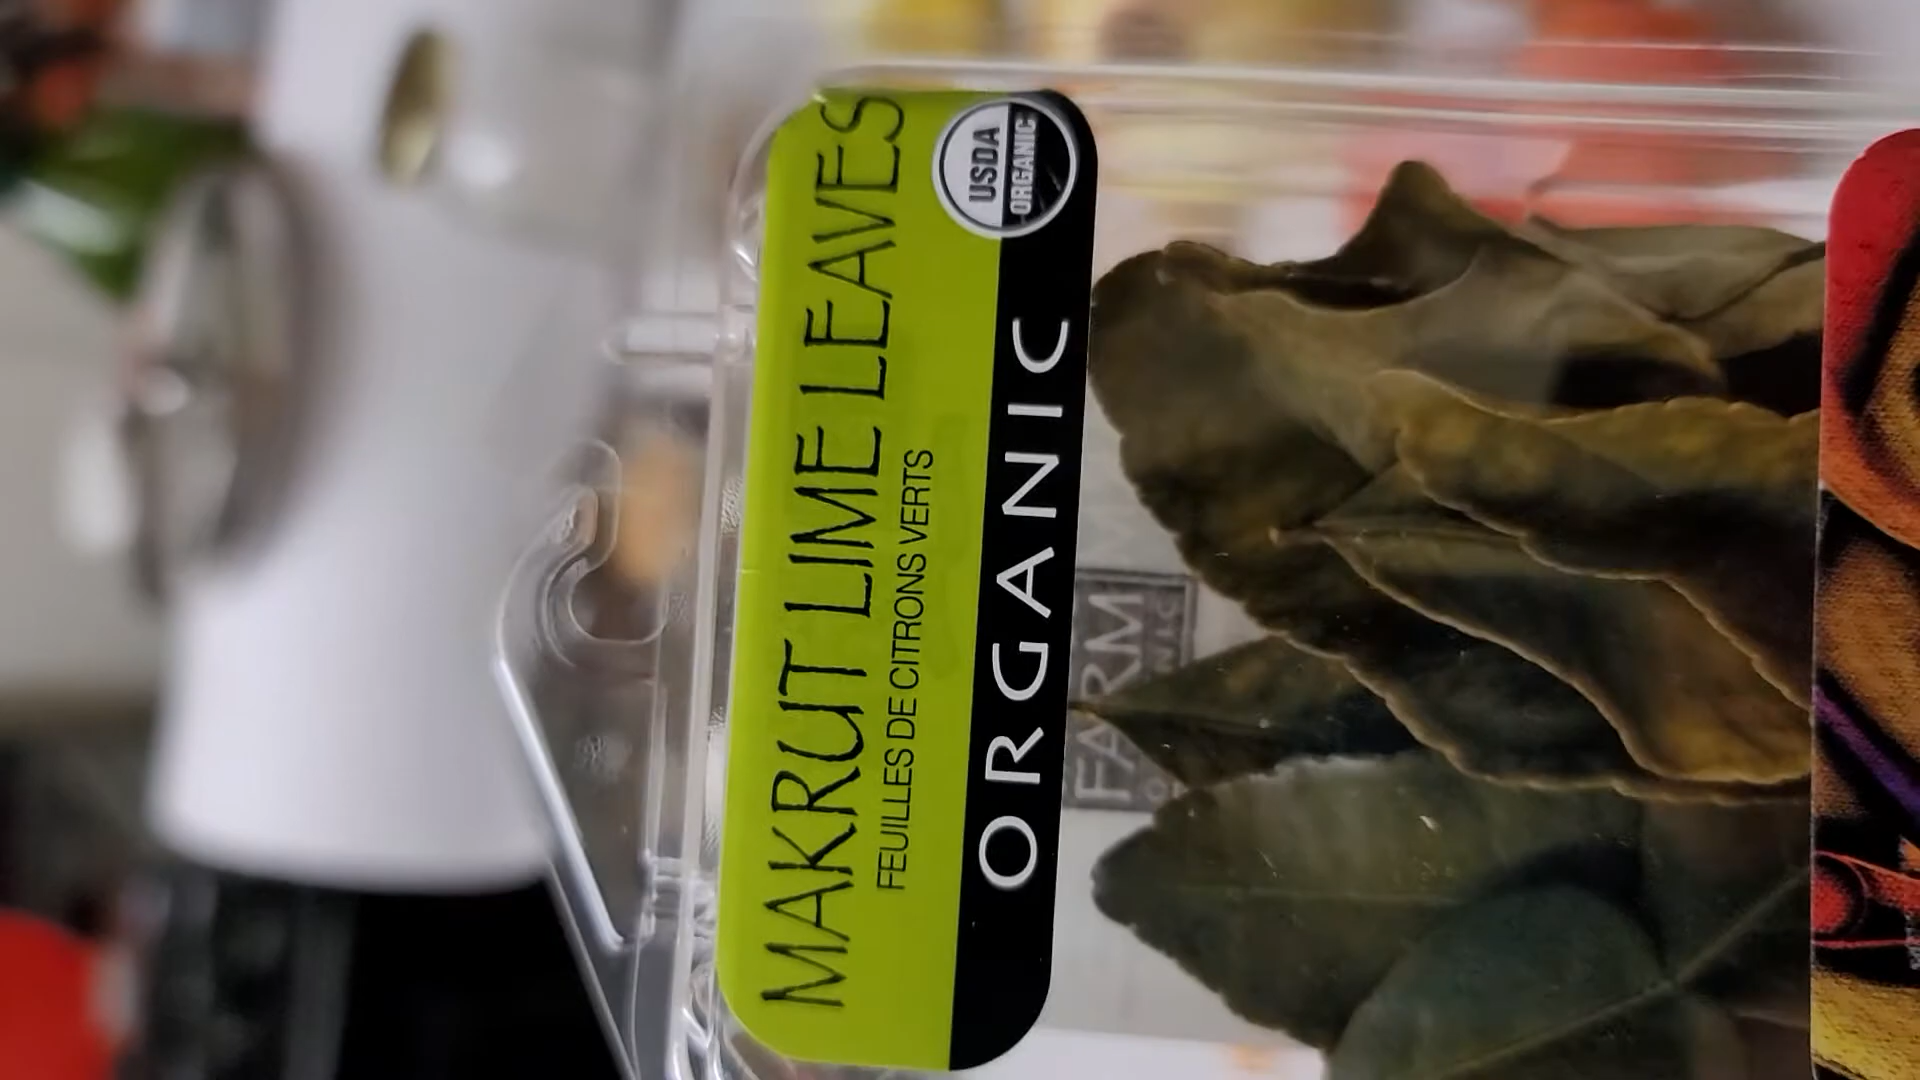 MAKRUT LIME LEAVES
FEUILLES DE CITRONS VERTS
USDA
ORGANIC
ORGANIC
FARM